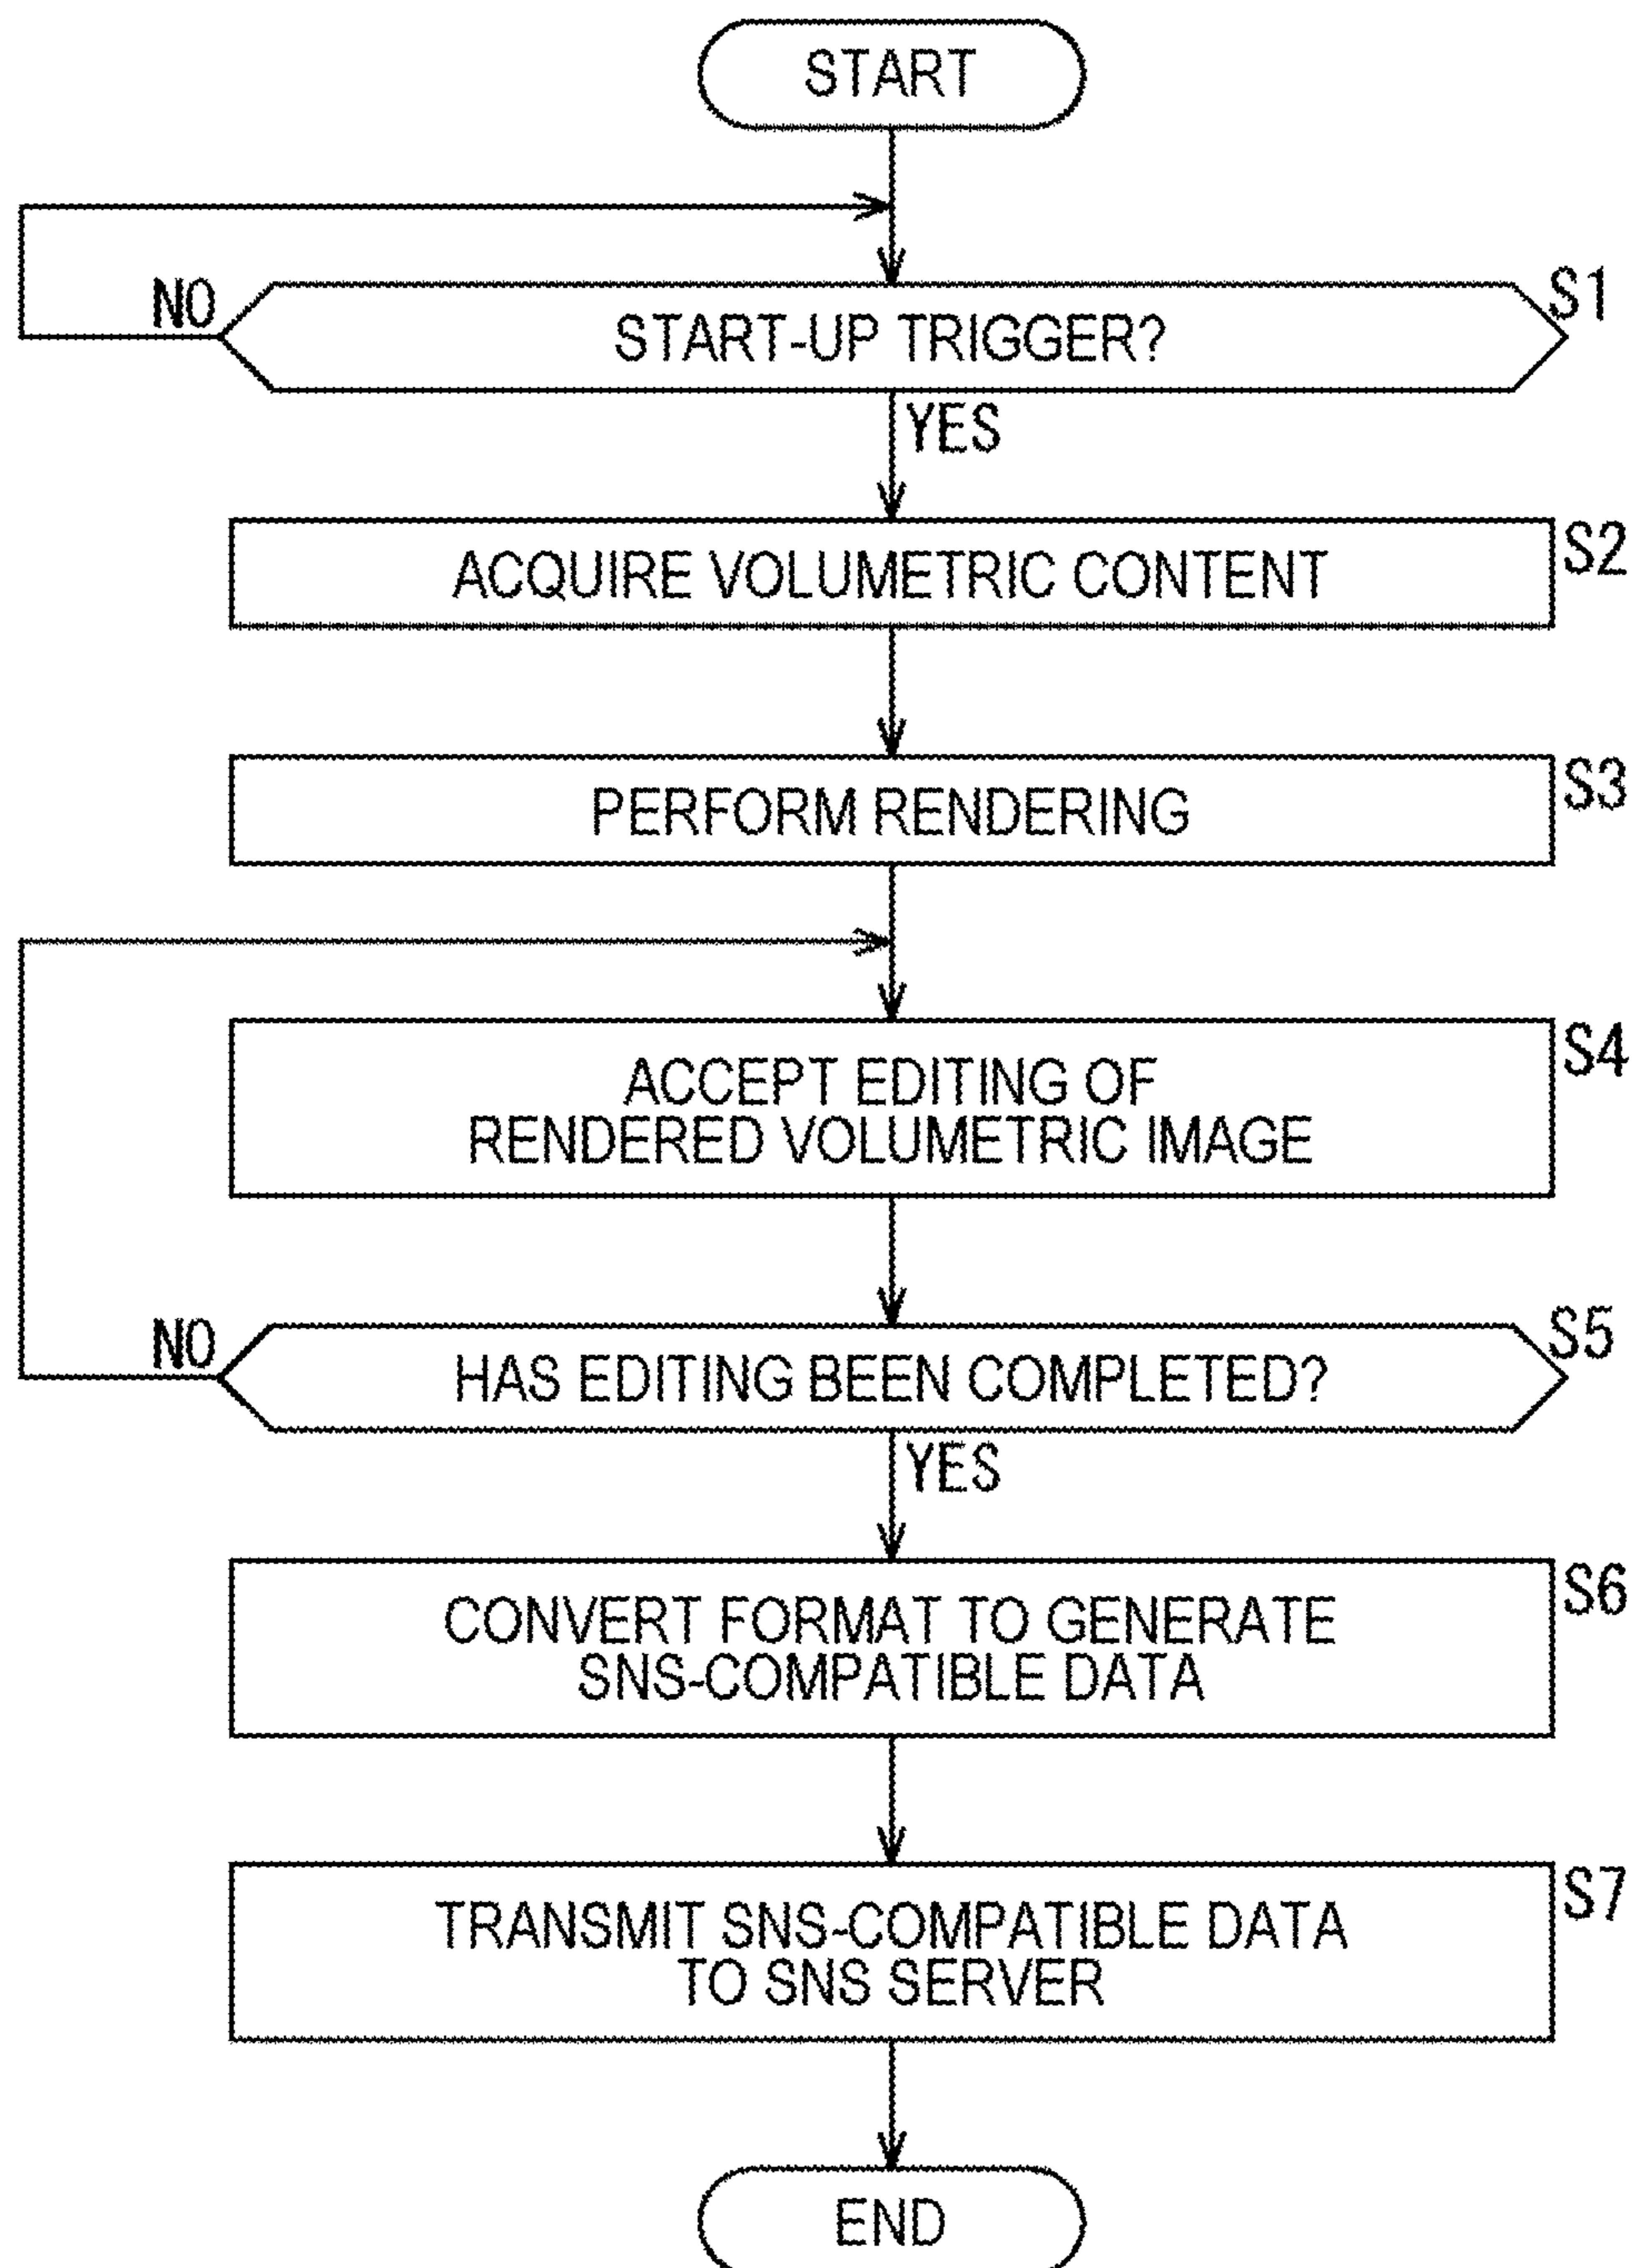 START
NO
START-UP TRIGGER?
S1
YES
ACQUIRE VOLUMETRIC CONTENT
S2
PERFORM RENDERING
S3
ACCEPT EDITING OF
RENDERED VOLUMETRIC IMAGE
S4
NO
HAS EDITING BEEN COMPLETED?
S5
YES
CONVERT FORMAT TO GENERATE
SNS-COMPATIBLE DATA
S6
TRANSMIT SNS-COMPATIBLE DATA
TO SNS SERVER
S7
END